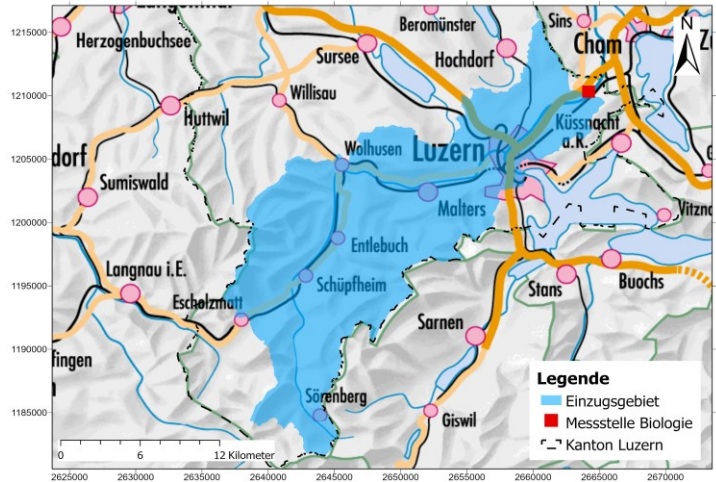 1215000
1210000
1205000
1200000
1195000
1190000
1185000
Herzogenbuchsee
Beromünster
Sins
N
Sursee
Hochdorf
Cham
Willisau
Huttwil
Küssnacht
a.R.
Wolhusen
Luzern
dorf
Sumiswald
Malters
Vitzna
Entlebuch
Langnau i.E.
Schüpfheim
Escholzmatt
Stans
Buochs
Sarnen
fingen
Sörenberg
Giswil
Legende
Einzugsgebiet
Messstelle Biologie
Kanton Luzern
0 6 12 Kilometer
2625000 2630000 2635000 2640000 2645000 2650000 2655000 2660000 2665000 2670000